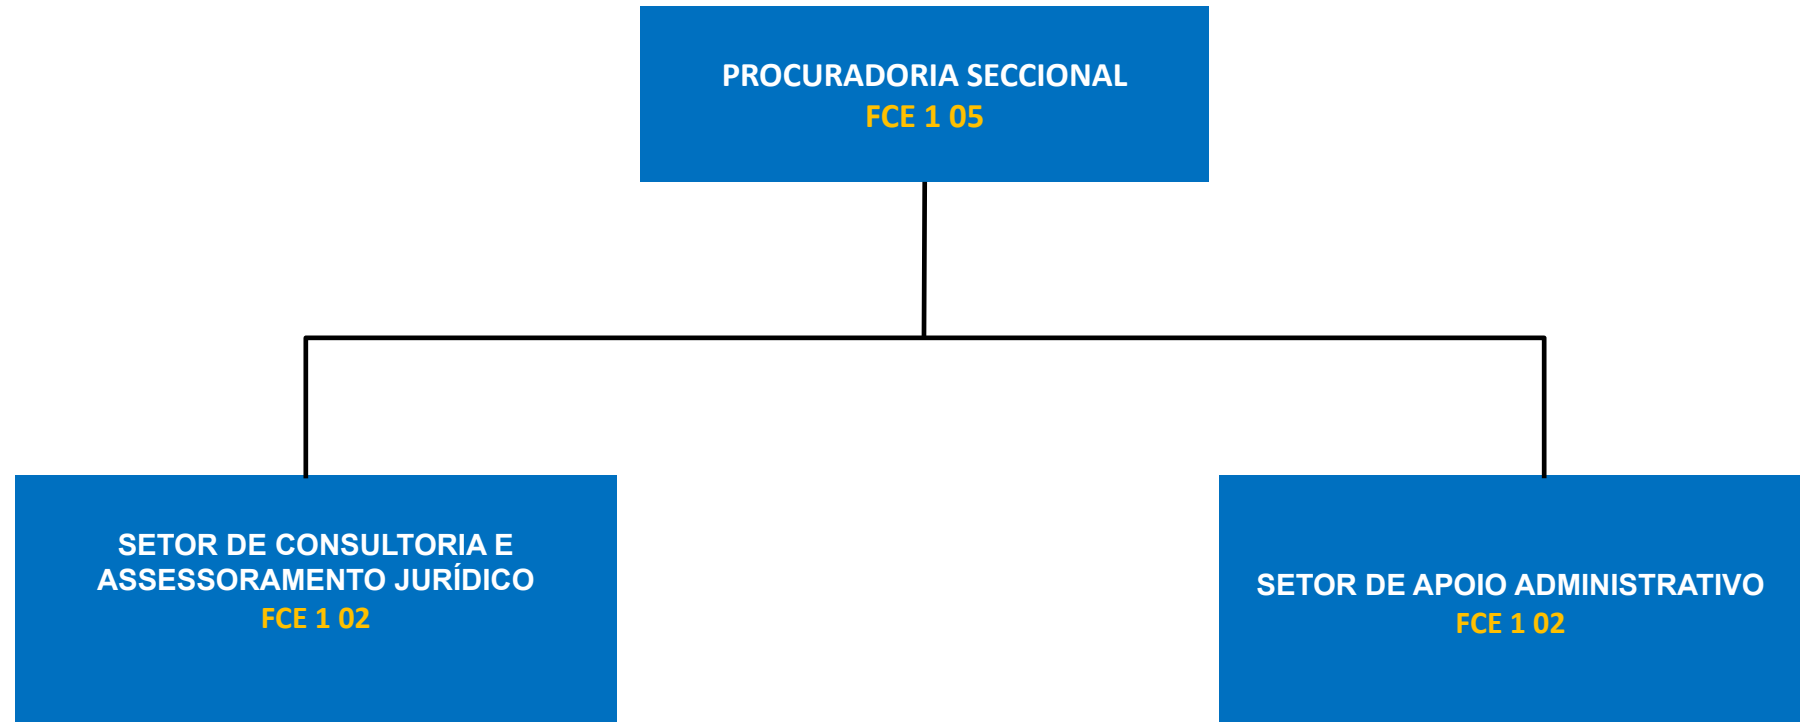 PROCURADORIA SECCIONAL
FCE 1 05
SETOR DE CONSULTORIA E
ASSESSORAMENTO JURÍDICO
FCE 1 02
SETOR DE APOIO ADMINISTRATIVO
FCE 1 02